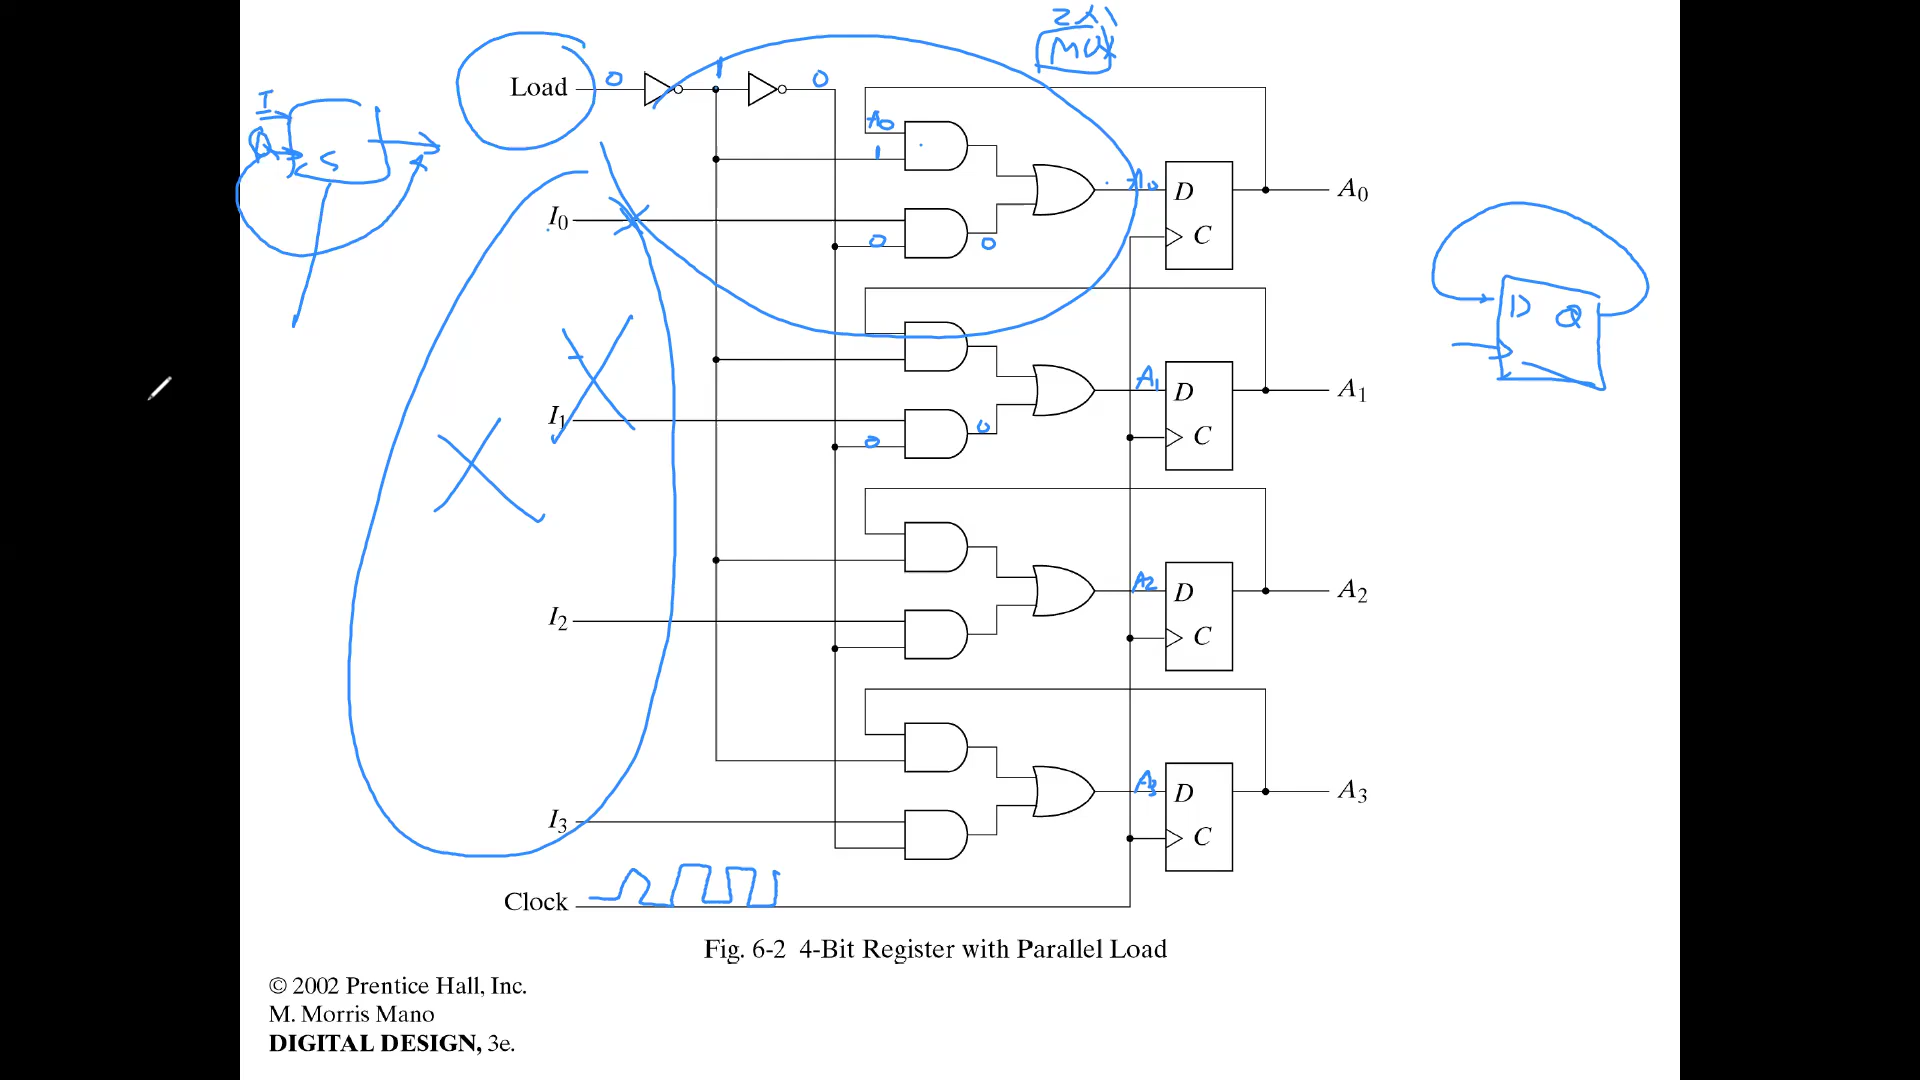 2x1
MUX
Load 0 1 0
I
Q
S
A0
1
A0 D A0
I0
0 0
C
D Q
A1 D A1
I1
0 0
C
A2 D A2
I2
C
A3 D A3
I3
C
Clock
Fig. 6-2 4-Bit Register with Parallel Load
© 2002 Prentice Hall, Inc.
M. Morris Mano
DIGITAL DESIGN, 3e.